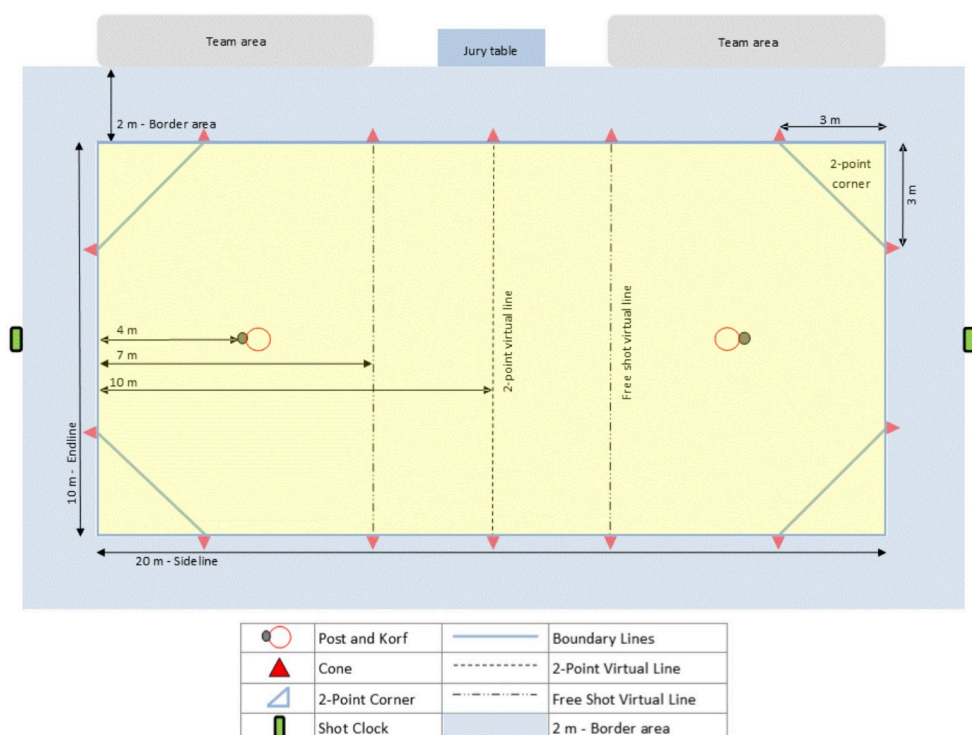 Team area
Jury table
Team area
2 m - Border area
3 m
2-point
corner
3 m
4 m
7 m
10 m
2-point virtual line
Free shot virtual line
10 m - Endline
20 m - Sideline
Post and Korf
Boundary Lines
Cone
2-Point Virtual Line
2-Point Corner
Free Shot Virtual Line
Shot Clock
2 m - Border area